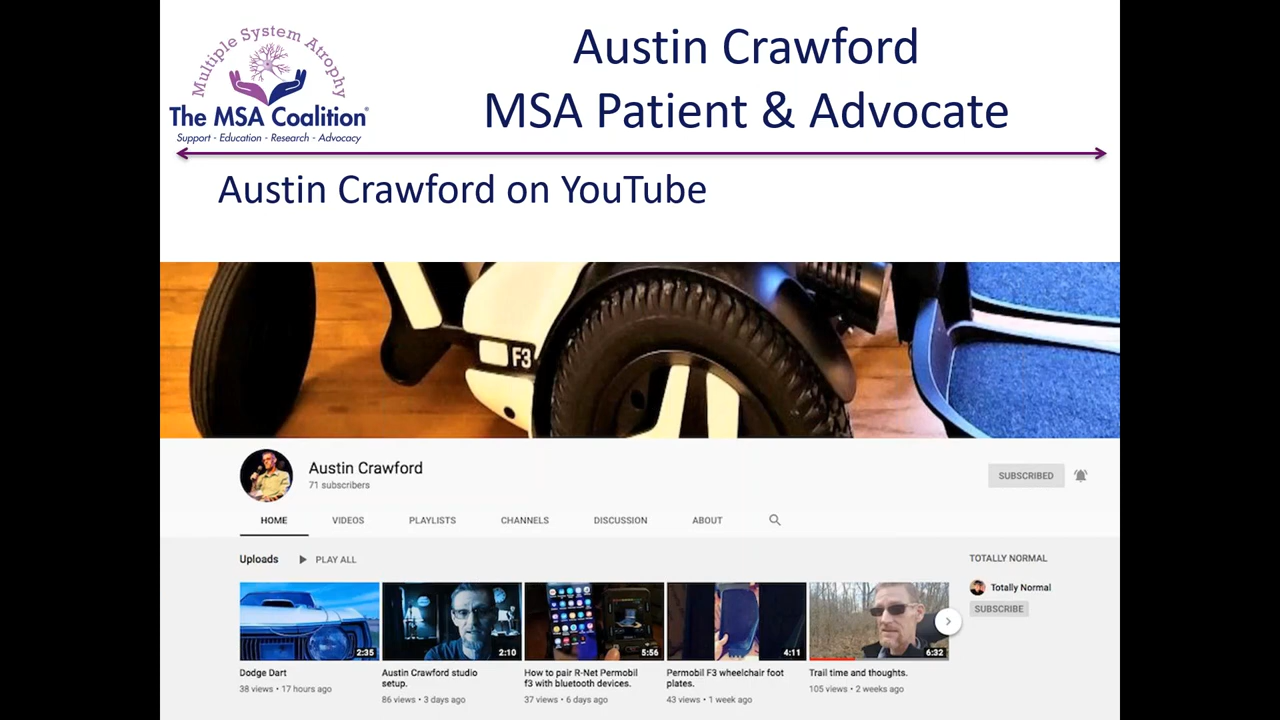 Multiple System Atrophy
The MSA Coalition®
Support - Education - Research - Advocacy
Austin Crawford
MSA Patient & Advocate
Austin Crawford on YouTube
F3
Austin Crawford
71 subscribers
SUBSCRIBED
HOME VIDEOS PLAYLISTS CHANNELS DISCUSSION ABOUT
Uploads PLAY ALL
TOTALLY NORMAL
Totally Normal
SUBSCRIBE
2:35
2:10
5:56
4:11
6:32
Dodge Dart
38 views • 17 hours ago
Austin Crawford studio
setup.
86 views • 3 days ago
How to pair R-Net Permobil
f3 with bluetooth devices.
37 views • 6 days ago
Permobil F3 wheelchair foot
plates.
43 views • 1 week ago
Trail time and thoughts.
105 views • 2 weeks ago